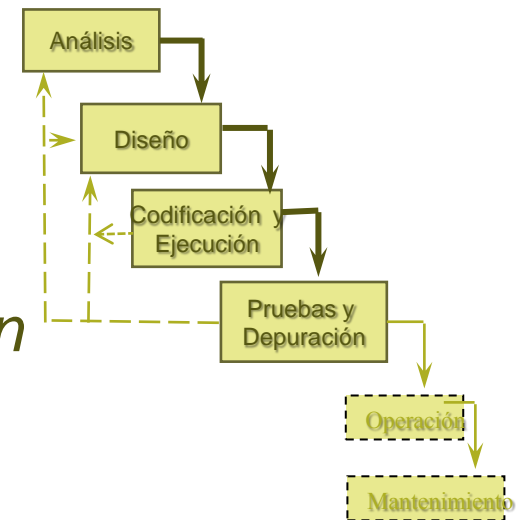 Análisis
Diseño
Codificación y
Ejecución
Pruebas y
Depuración
n
Operación
Mantenimiento